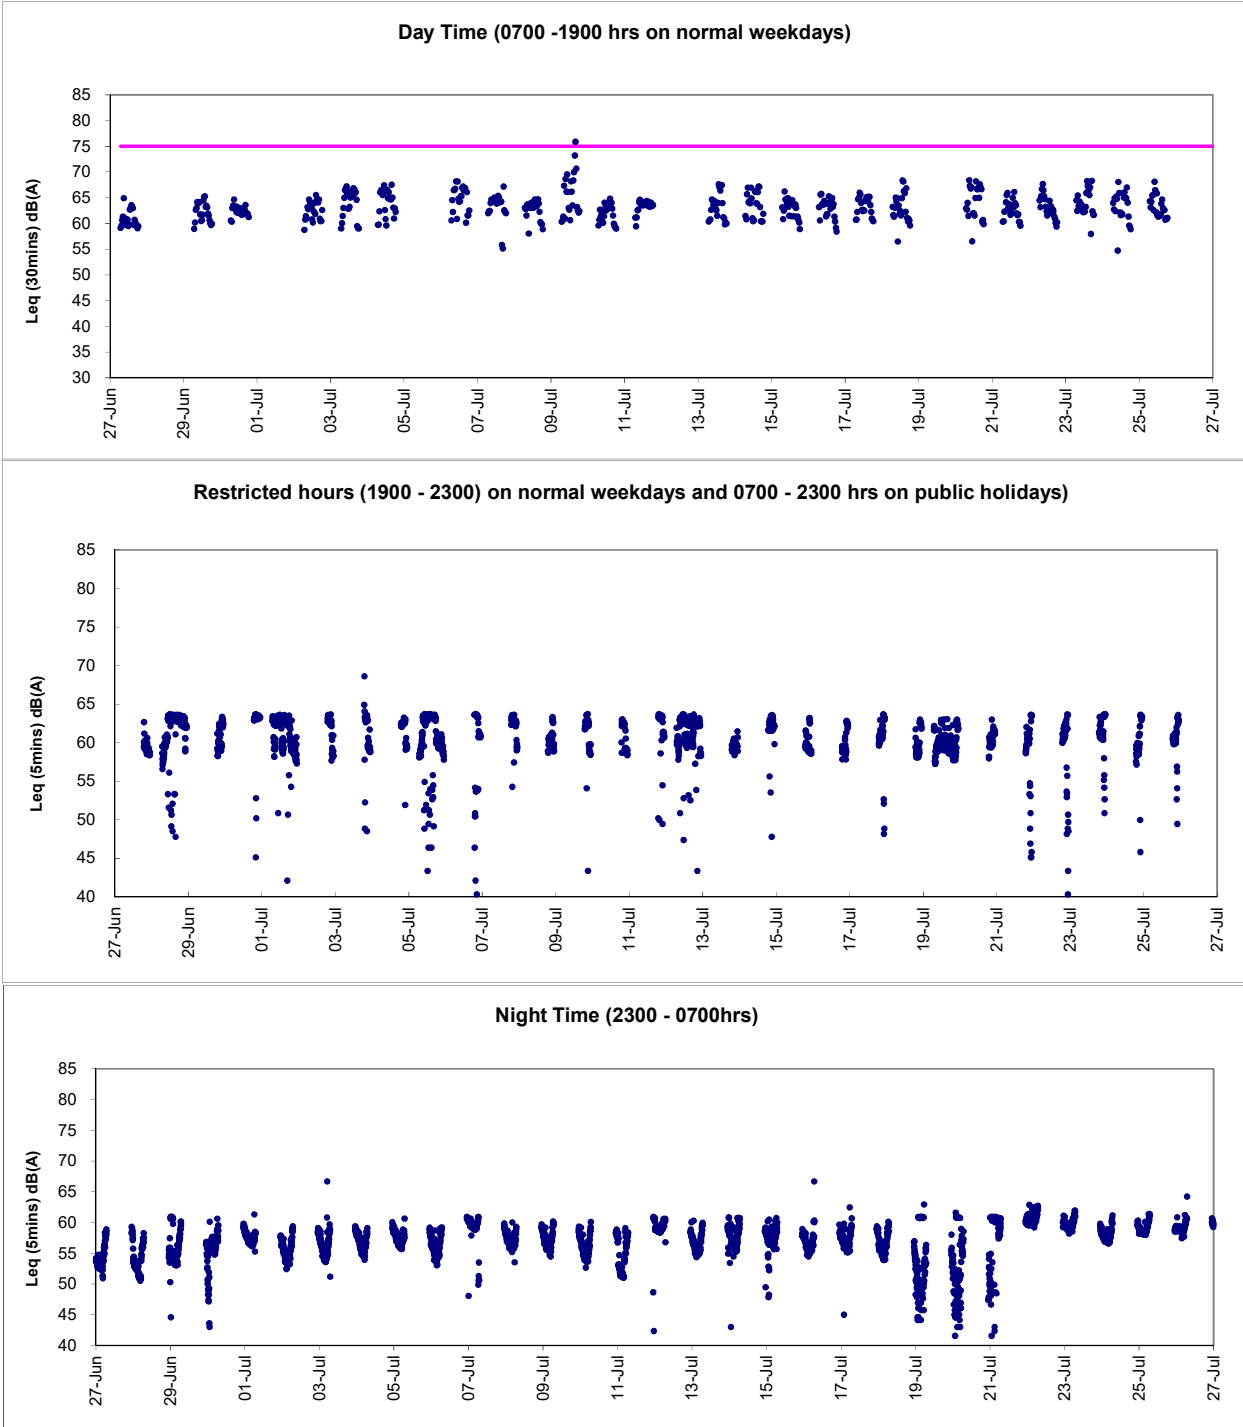 Day Time (0700 -1900 hrs on normal weekdays)
Leq (30mins) dB(A)
85
80
75
70
65
60
55
50
45
40
35
30
27-Jun
29-Jun
01-Jul
03-Jul
05-Jul
07-Jul
09-Jul
11-Jul
13-Jul
15-Jul
17-Jul
19-Jul
21-Jul
23-Jul
25-Jul
27-Jul
Restricted hours (1900 - 2300) on normal weekdays and 0700 - 2300 hrs on public holidays)
Leq (5mins) dB(A)
85
80
75
70
65
60
55
50
45
40
27-Jun
29-Jun
01-Jul
03-Jul
05-Jul
07-Jul
09-Jul
11-Jul
13-Jul
15-Jul
17-Jul
19-Jul
21-Jul
23-Jul
25-Jul
27-Jul
Night Time (2300 - 0700hrs)
Leq (5mins) dB(A)
85
80
75
70
65
60
55
50
45
40
27-Jun
29-Jun
01-Jul
03-Jul
05-Jul
07-Jul
09-Jul
11-Jul
13-Jul
15-Jul
17-Jul
19-Jul
21-Jul
23-Jul
25-Jul
27-Jul